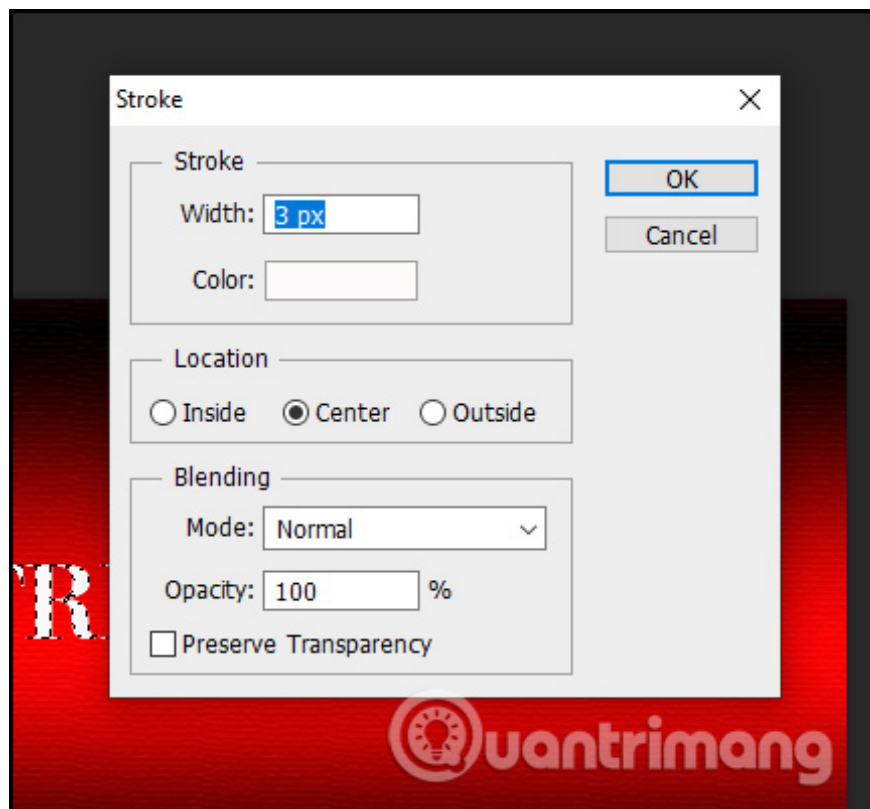 Stroke
Stroke
Width: 3 px
Color:
OK
Cancel
Location
Inside Center Outside
Blending
Mode: Normal
Opacity: 100 %
Preserve Transparency
TR
Quantrimang